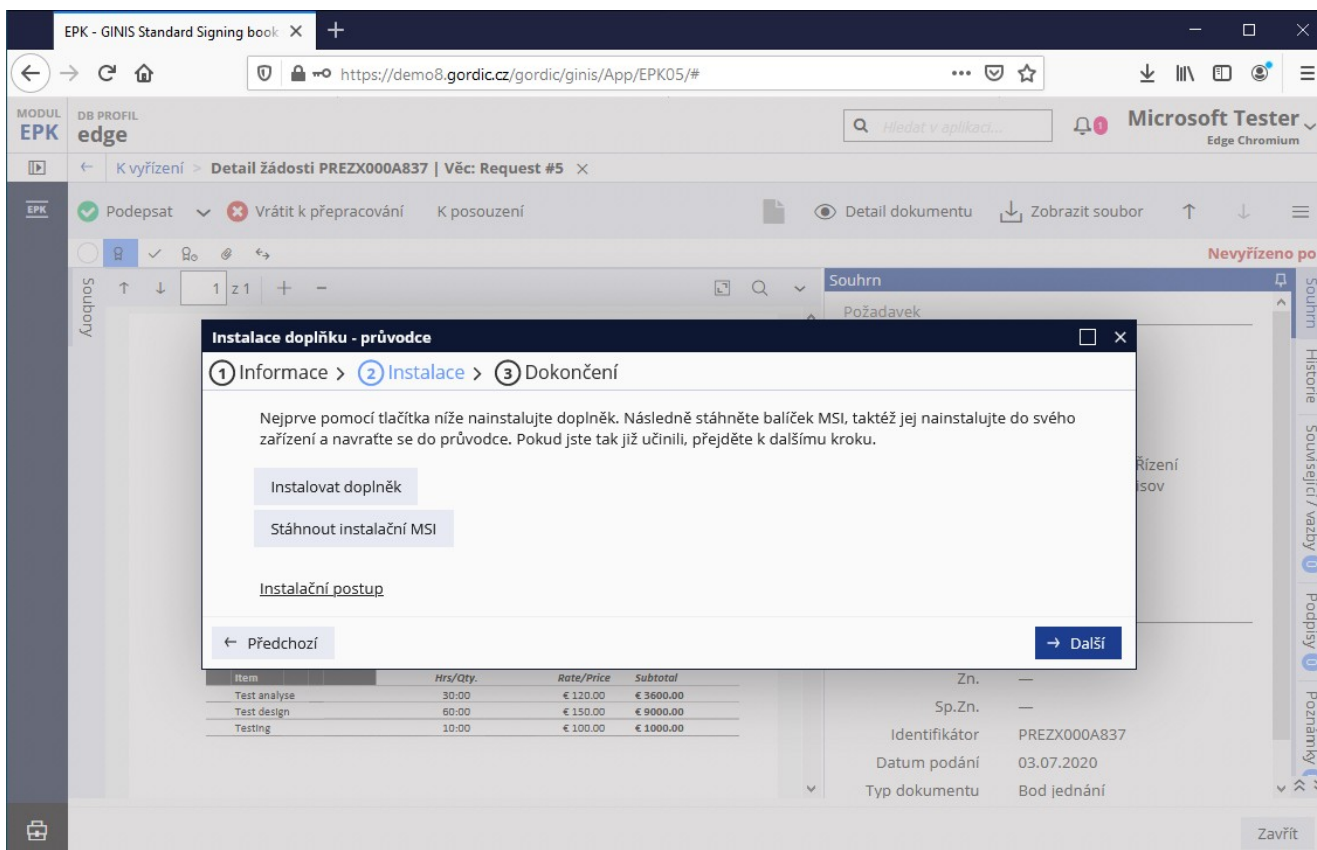 EPK - GINIS Standard Signing book
https://demo8.gordic.cz/gordic/ginis/App/EPK05/#
MODUL
EPK
DB PROFIL
edge
Hledat v aplikaci...
1
Microsoft Tester
Edge Chromium
K vyřízení > Detail žádosti PREZX000A837 | Věc: Request #5
EPK
Podepsat
Vrátit k přepracování
K posouzení
Detail dokumentu
Zobrazit soubor
Nevyřízeno po
Soubory
1 z 1
Souhrn
Požadavek
Instalace doplňku - průvodce
1 Informace > 2 Instalace > 3 Dokončení
Nejprve pomocí tlačítka níže nainstalujte doplněk. Následně stáhněte balíček MSI, taktéž jej nainstalujte do svého
zařízení a navraťte se do průvodce. Pokud jste tak již učinili, přejděte k dalšímu kroku.
Instalovat doplněk
Stáhnout instalační MSI
Instalační postup
← Předchozí
→ Další
Řízení
isov
Item Hrs/Qty. Rate/Price Subtotal
Test analyse 30:00 € 120.00 € 3600.00
Test design 60:00 € 150.00 € 9000.00
Testing 10:00 € 100.00 € 1000.00
Zn. —
Sp.Zn. —
Identifikátor PREZX000A837
Datum podání 03.07.2020
Typ dokumentu Bod jednání
Souhrn
Historie
Související / vazby 0
Podpisy 0
Poznámky
Zavřít